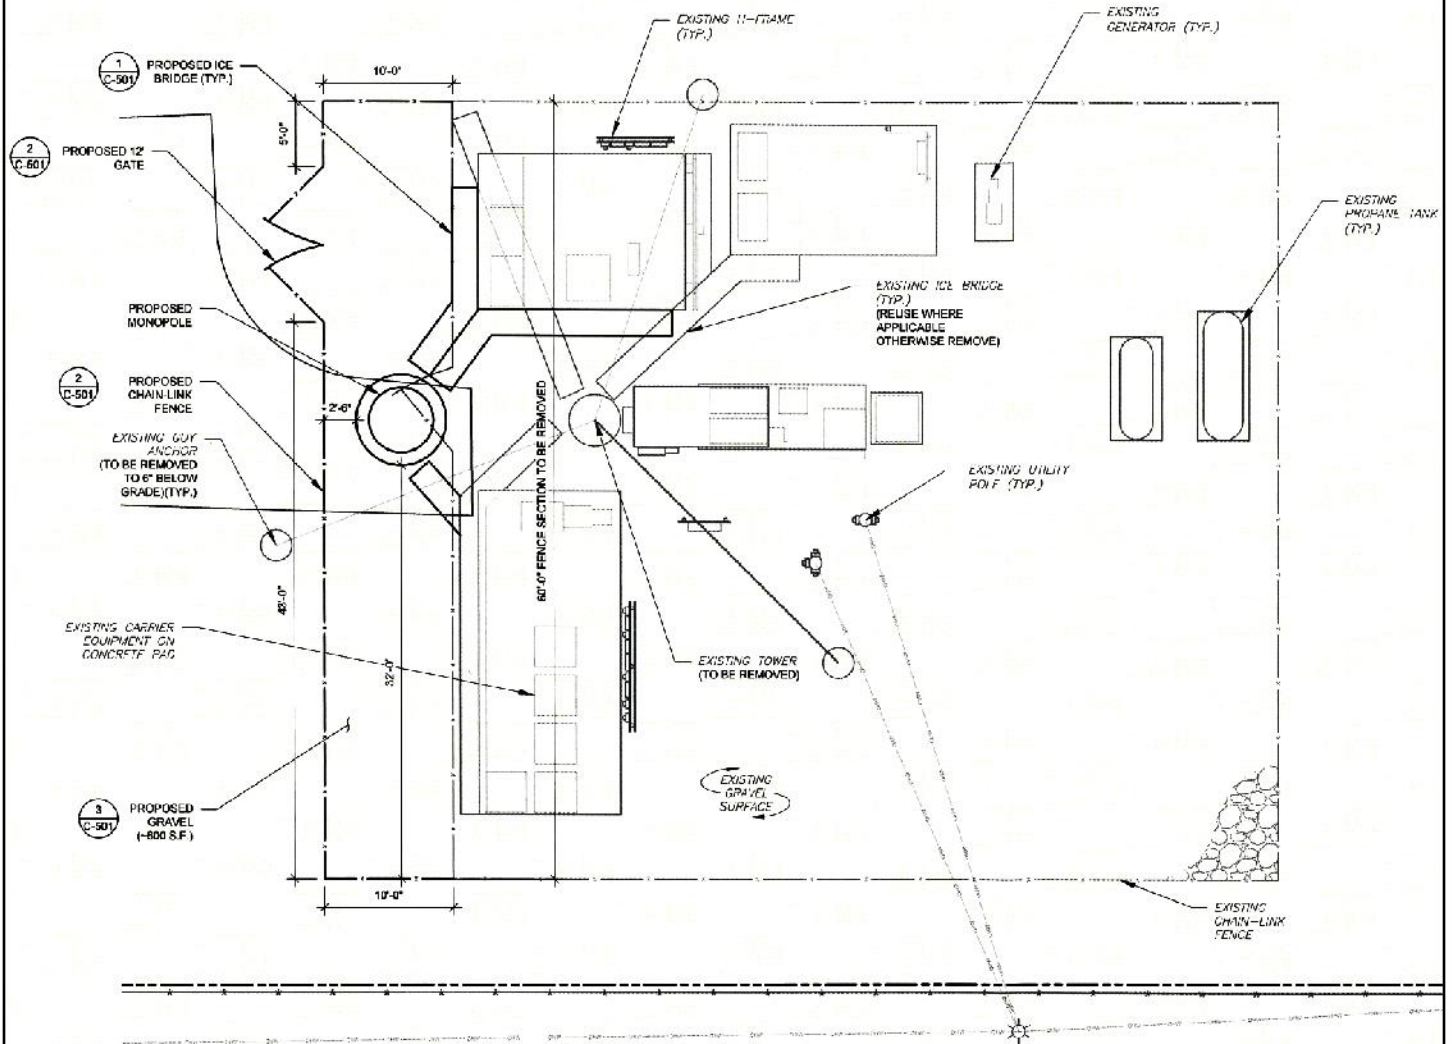 EXISTING H-FRAME
(TYP.)
EXISTING
GENERATOR (TYP.)
1
C-501
PROPOSED ICE
BRIDGE (TYP.)
10'-0"
5'-0"
2
C-501
PROPOSED 12'
GATE
EXISTING
PROPANE TANK
(TYP.)
EXISTING ICE BRIDGE
(TYP.)
(REUSE WHERE
APPLICABLE
OTHERWISE REMOVE)
PROPOSED
MONOPOLE
2
C-501
PROPOSED
CHAIN-LINK
FENCE
2'-6"
EXISTING GUY
ANCHOR
(TO BE REMOVED
TO 6" BELOW
GRADE)(TYP.)
60'-0" FENCE SECTION TO BE REMOVED
EXISTING UTILITY
POLE (TYP.)
43'-0"
EXISTING CARRIER
EQUIPMENT ON
CONCRETE PAD
32'-0"
EXISTING TOWER
(TO BE REMOVED)
3
C-501
PROPOSED
GRAVEL
(~600 S.F.)
EXISTING
GRAVEL
SURFACE
10'-0"
EXISTING
CHAIN-LINK
FENCE